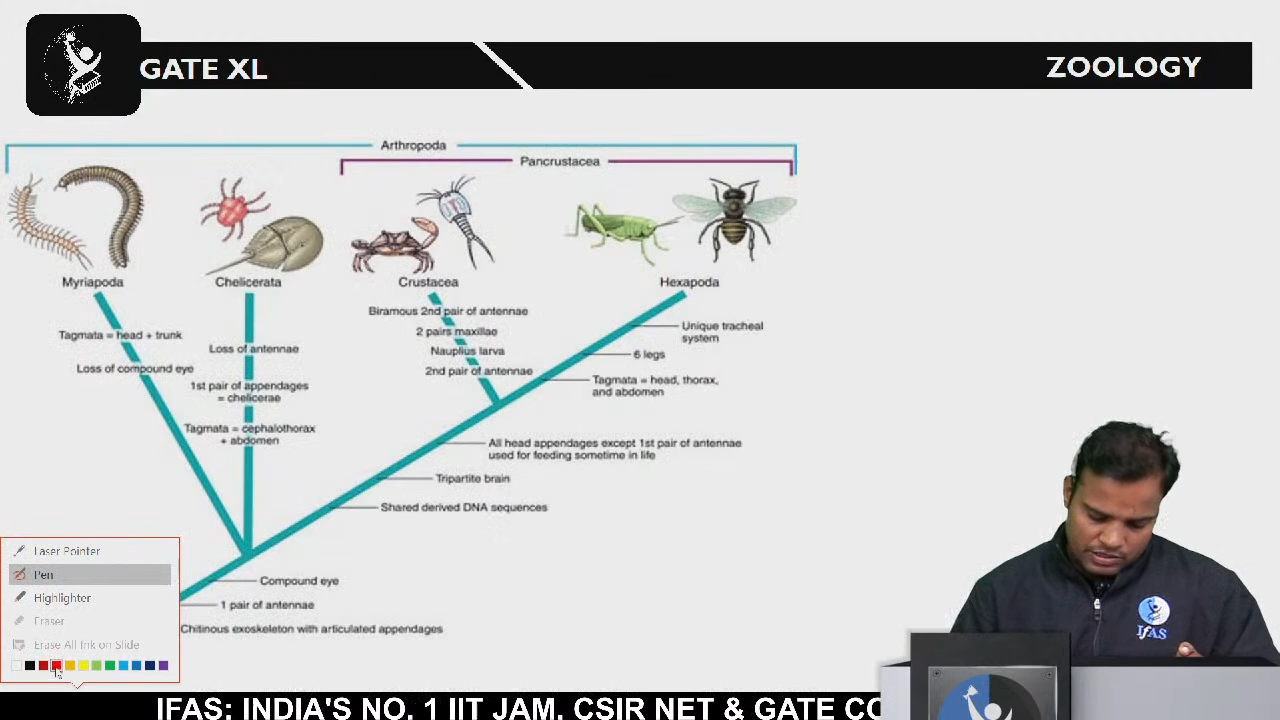 GATE XL
ZOOLOGY
Arthropoda
Pancrustacea
Myriapoda
Chelicerata
Crustacea
Hexapoda
Tagmata = head + trunk
Loss of compound eye
Loss of antennae
1st pair of appendages
= chelicerae
Tagmata = cephalothorax
+ abdomen
Biramous 2nd pair of antennae
2 pairs maxillae
Nauplius larva
2nd pair of antennae
Unique tracheal
system
6 legs
Tagmata = head, thorax,
and abdomen
All head appendages except 1st pair of antennae
used for feeding sometime in life
Tripartite brain
Shared derived DNA sequences
Compound eye
1 pair of antennae
Chitinous exoskeleton with articulated appendages
Laser Pointer
Pen
Highlighter
Eraser
Erase All Ink on Slide
IFAS
IFAS: INDIA'S NO. 1 IIT JAM, CSIR NET & GATE CO